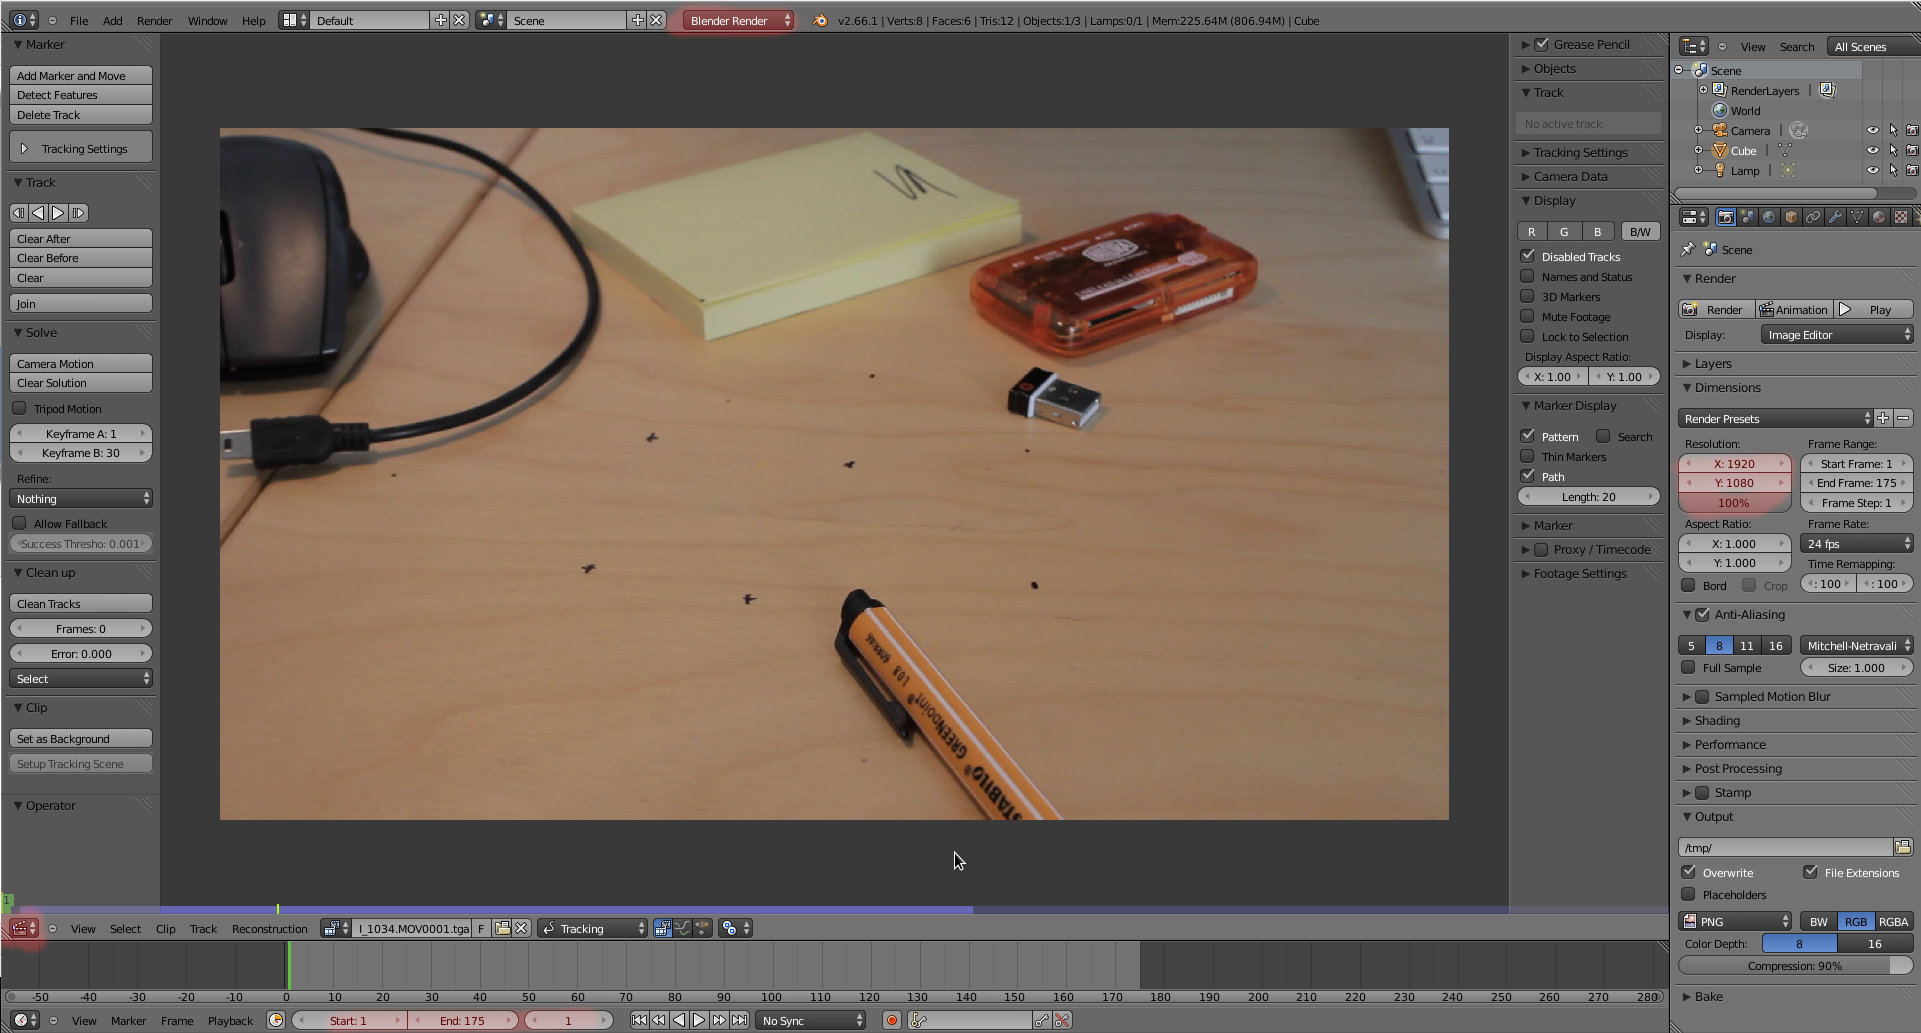 File Add Render Window Help Default Scene Blender Render v2.66.1 | Verts:8 | Faces:6 | Tris:12 | Objects:1/3 | Lamps:0/1 | Mem:225.64M (806.94M) | Cube
Marker
Add Marker and Move
Detect Features
Delete Track
Tracking Settings
Track
Clear After
Clear Before
Clear
Join
Solve
Camera Motion
Clear Solution
Tripod Motion
Keyframe A: 1
Keyframe B: 30
Refine:
Nothing
Allow Fallback
Success Thresho: 0.001
Clean up
Clean Tracks
Frames: 0
Error: 0.000
Select
Clip
Set as Background
Setup Tracking Scene
Operator
1
108
GREENpoint®
STABILO®
Grease Pencil
Objects
Track
No active track
Tracking Settings
Camera Data
Display
R G B B/W
Disabled Tracks
Names and Status
3D Markers
Mute Footage
Lock to Selection
Display Aspect Ratio:
X: 1.00 Y: 1.00
Marker Display
Pattern Search
Thin Markers
Path
Length: 20
Marker
Proxy / Timecode
Footage Settings
View Search All Scenes
Scene
RenderLayers |
World
Camera |
Cube |
Lamp |
Scene
Render
Render Animation Play
Display: Image Editor
Layers
Dimensions
Render Presets
Resolution: Frame Range:
X: 1920 Start Frame: 1
Y: 1080 End Frame: 175
100% Frame Step: 1
Aspect Ratio: Frame Rate:
X: 1.000 24 fps
Y: 1.000 Time Remapping:
Bord Crop : 100 : 100
Anti-Aliasing
5 8 11 16 Mitchell-Netravali
Full Sample Size: 1.000
Sampled Motion Blur
Shading
Performance
Post Processing
Stamp
Output
/tmp/
Overwrite File Extensions
Placeholders
PNG BW RGB RGBA
Color Depth: 8 16
Compression: 90%
Bake
View Select Clip Track Reconstruction I_1034.MOV0001.tga F Tracking
-50 -40 -30 -20 -10 0 10 20 30 40 50 60 70 80 90 100 110 120 130 140 150 160 170 180 190 200 210 220 230 240 250 260 270 280
View Marker Frame Playback Start: 1 End: 175 1 No Sync